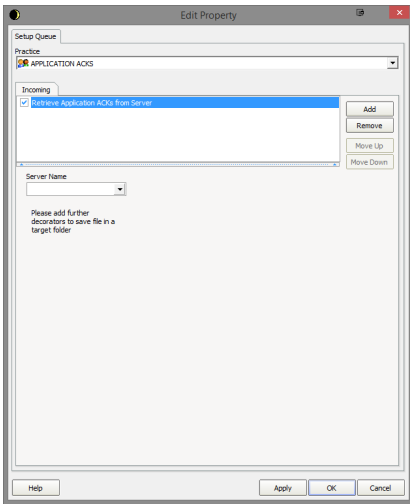 Edit Property
Setup Queue
Practice
APPLICATION ACKS
Incoming
Retrieve Application ACKs from Server
Add
Remove
Move Up
Move Down
Server Name
Please add further
decorators to save file in a
target folder
Help
Apply
OK
Cancel